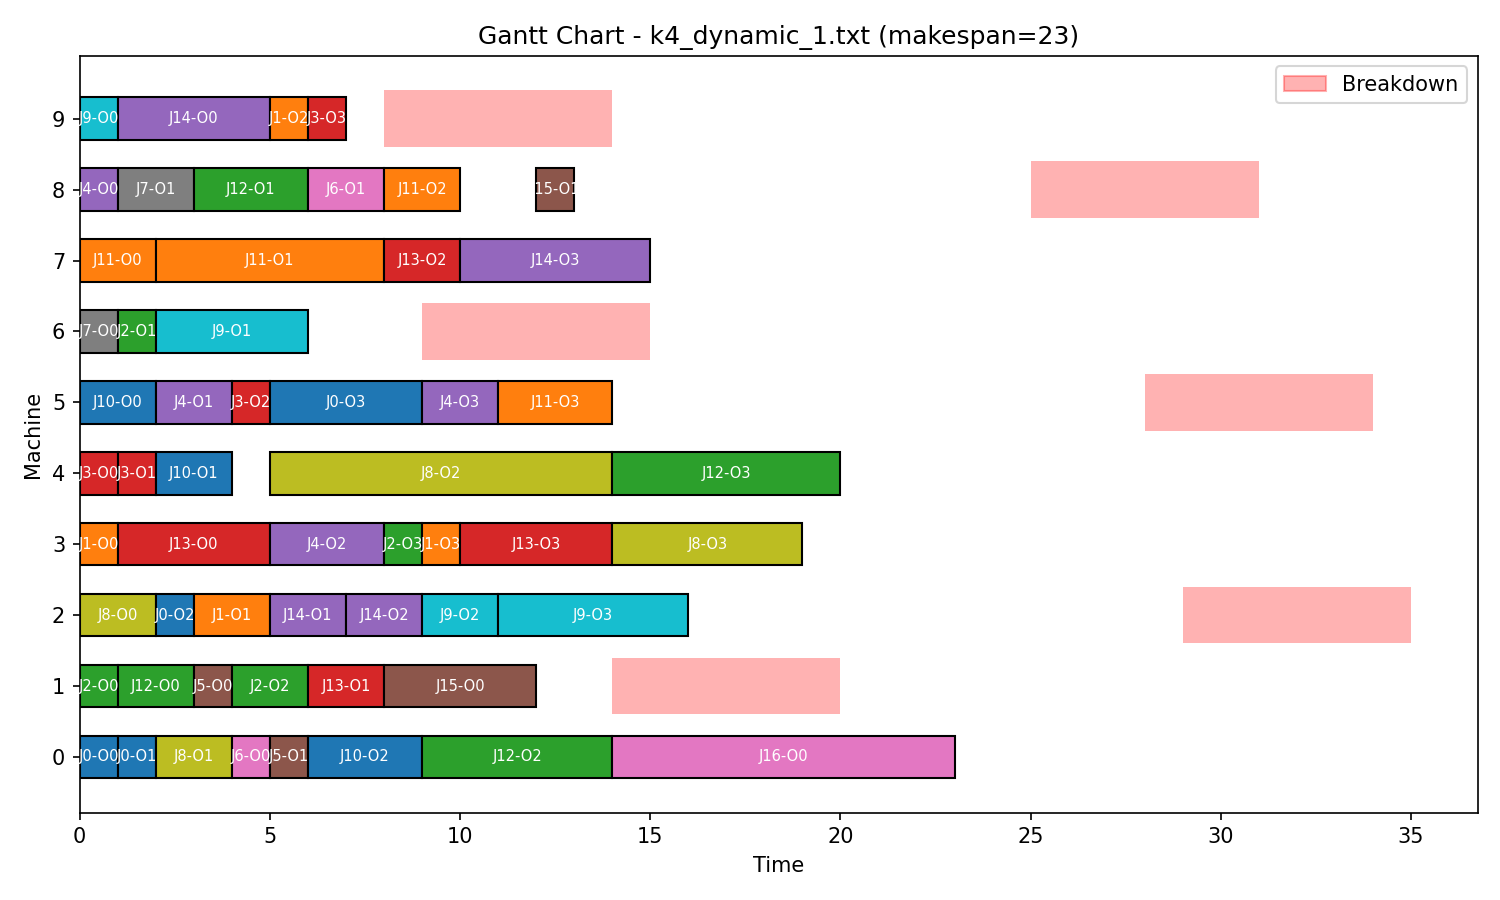 Gantt Chart - k4_dynamic_1.txt (makespan=23)
Breakdown
9 J9-O0 J14-O0 J1-O2 J3-O3
8 J4-O0 J7-O1 J12-O1 J6-O1 J11-O2 J15-O1
7 J11-O0 J11-O1 J13-O2 J14-O3
6 J7-O0 J2-O1 J9-O1
5 J10-O0 J4-O1 J3-O2 J0-O3 J4-O3 J11-O3
4 J3-O0 J3-O1 J10-O1 J8-O2 J12-O3
3 J1-O0 J13-O0 J4-O2 J2-O3 J1-O3 J13-O3 J8-O3
2 J8-O0 J0-O2 J1-O1 J14-O1 J14-O2 J9-O2 J9-O3
1 J2-O0 J12-O0 J5-O0 J2-O2 J13-O1 J15-O0
0 J0-O0 J0-O1 J8-O1 J6-O0 J5-O1 J10-O2 J12-O2 J16-O0
Machine
0 5 10 15 20 25 30 35
Time